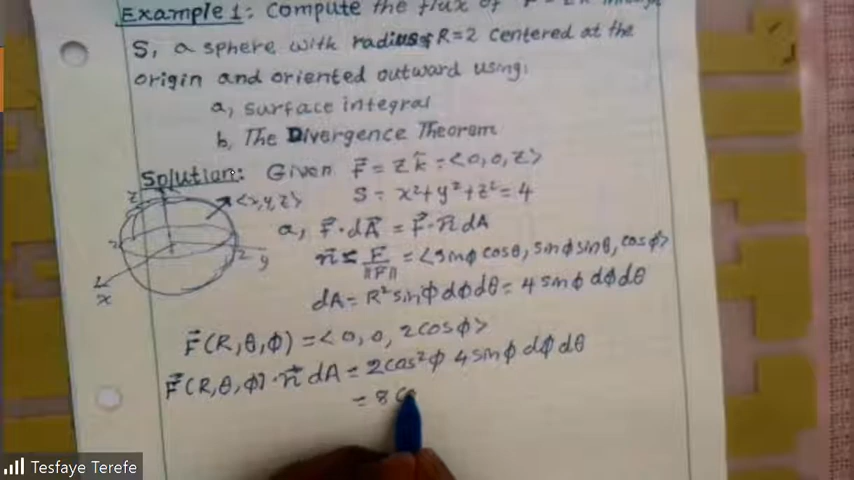 Example 1: Compute the flux of
S, a sphere with radius R=2 centered at the
origin and oriented outward using:
a, surface integral
b, The Divergence Theorem
Solution: Given F⃗ = z k̂ = <0, 0, z>
S = x²+y²+z² = 4
z
<x,y,z>
2
2
y
x
a, F⃗·dA⃗ = F⃗·n⃗ dA
= <sinφ cosθ, sinφ sinθ, cosφ>
dA = R² sinφ dφ dθ = 4 sinφ dφ dθ
F⃗(R,θ,φ) = <0, 0, 2cosφ>
F⃗(R,θ,φ)·n⃗ dA = 2cos²φ 4 sinφ dφ dθ
= 8
Tesfaye Terefe